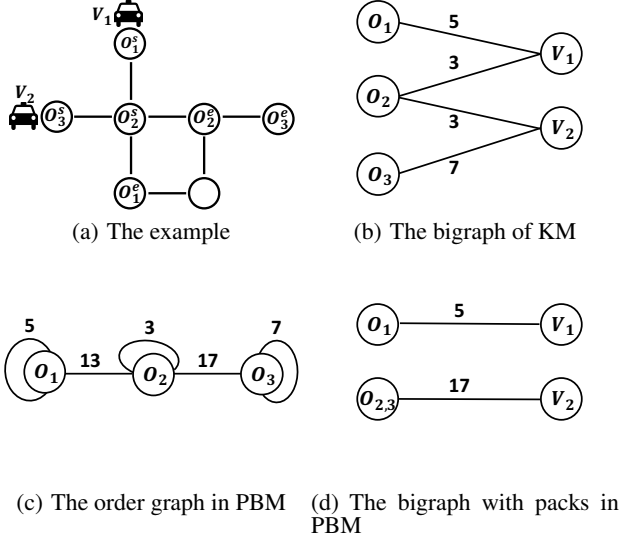 V₁
O₁ˢ
V₂
O₃ˢ O₂ˢ O₂ᵉ O₃ᵉ
O₁ᵉ
(a) The example
O₁ 5
3 V₁
O₂
3 V₂
O₃ 7
(b) The bigraph of KM
5 3 7
O₁ 13 O₂ 17 O₃
(c) The order graph in PBM
O₁ 5 V₁
O₂,₃ 17 V₂
(d) The bigraph with packs in
PBM